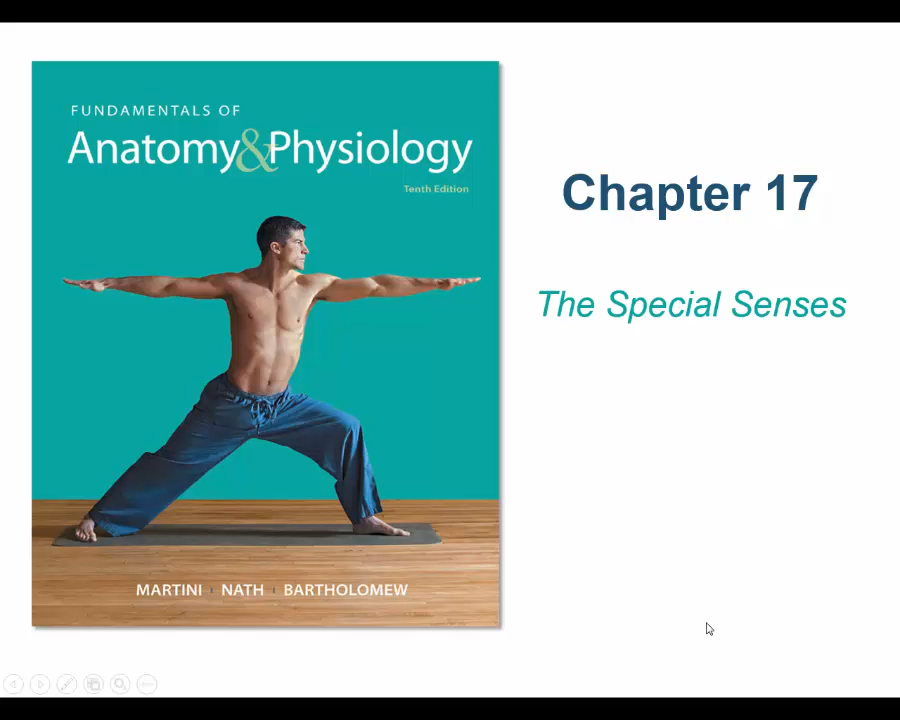 FUNDAMENTALS OF
Anatomy & Physiology
Tenth Edition
MARTINI NATH BARTHOLOMEW
Chapter 17
The Special Senses